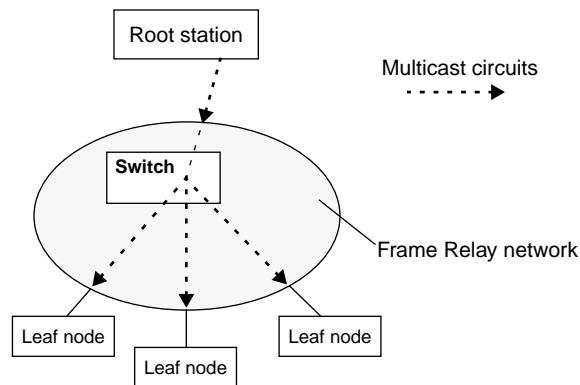 Root station
Multicast circuits
Switch
Frame Relay network
Leaf node
Leaf node
Leaf node